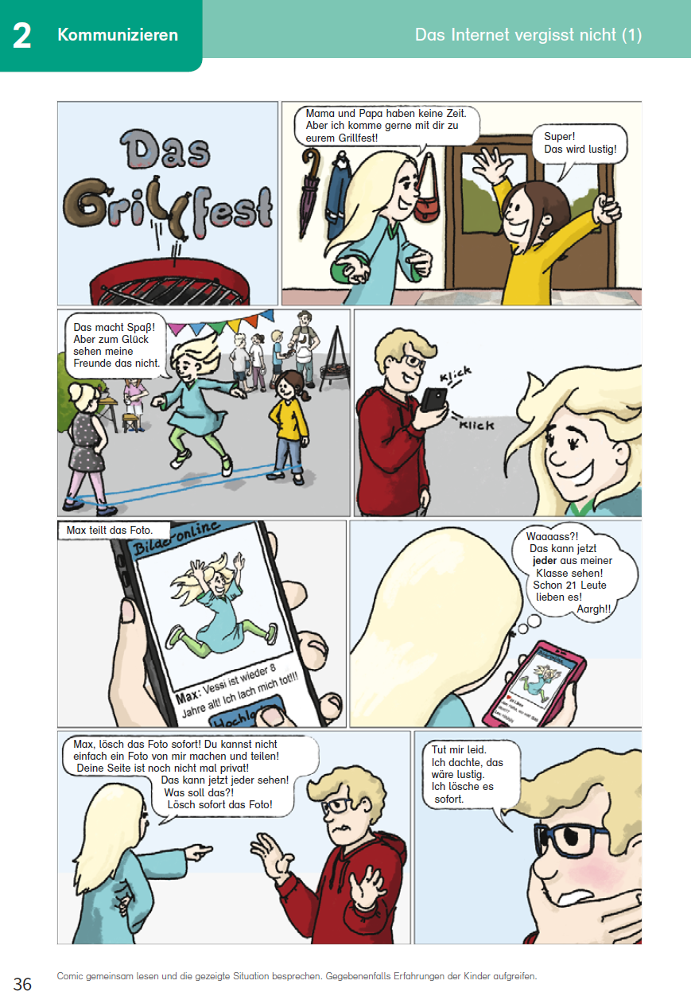 2 Kommunizieren
Das Internet vergisst nicht (1)
Das
Grillfest
Mama und Papa haben keine Zeit.
Aber ich komme gerne mit dir zu
eurem Grillfest!
Super!
Das wird lustig!
Das macht Spaß!
Aber zum Glück
sehen meine
Freunde das nicht.
Klick
Klick
Max teilt das Foto.
Bilder online
Max: Vessi ist wieder 8
Jahre alt! Ich lach mich tot!!!
Waaaass?!
Das kann jetzt
jeder aus meiner
Klasse sehen!
Schon 21 Leute
lieben es!
Aargh!!
Max, lösch das Foto sofort! Du kannst nicht
einfach ein Foto von mir machen und teilen!
Deine Seite ist noch nicht mal privat!
Das kann jetzt jeder sehen!
Was soll das?!
Lösch sofort das Foto!
Tut mir leid.
Ich dachte, das
wäre lustig.
Ich lösche es
sofort.
Comic gemeinsam lesen und die gezeigte Situation besprechen. Gegebenenfalls Erfahrungen der Kinder aufgreifen.
36